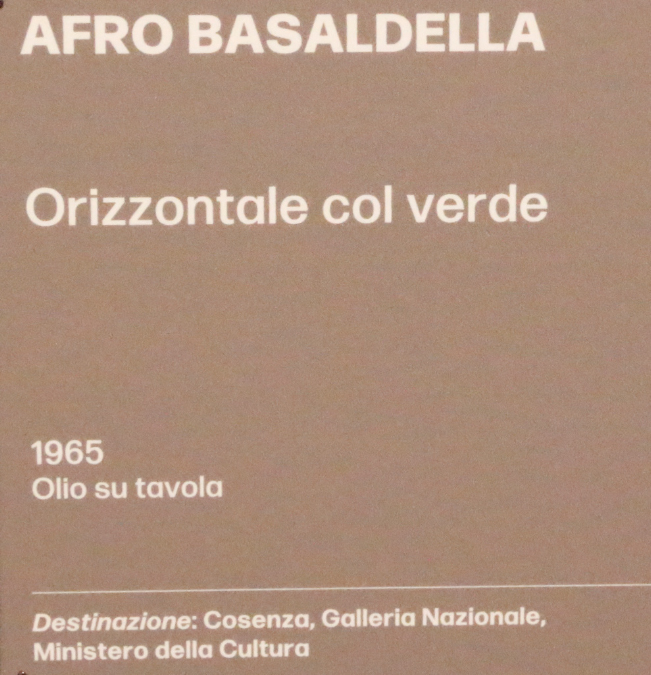 AFRO BASALDELLA
Orizzontale col verde
1965
Olio su tavola
Destinazione: Cosenza, Galleria Nazionale,
Ministero della Cultura